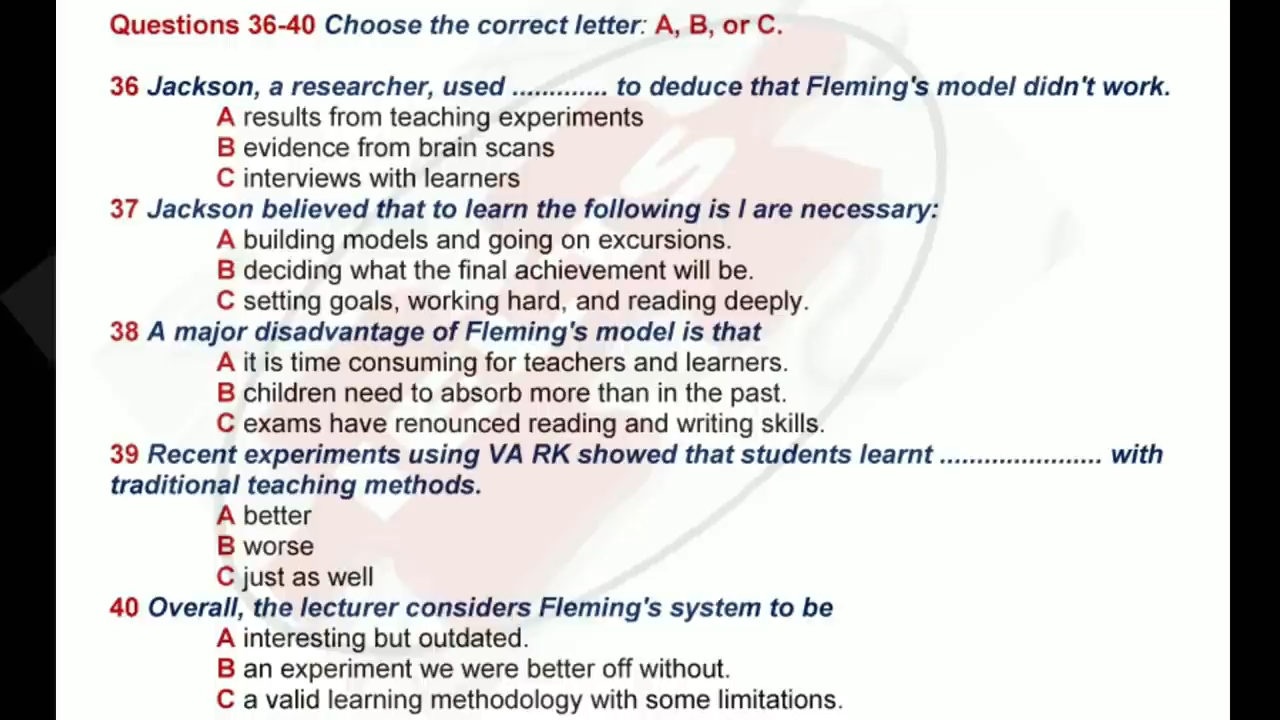 Questions 36-40 Choose the correct letter: A, B, or C.
36 Jackson, a researcher, used ............. to deduce that Fleming's model didn't work.
A results from teaching experiments
B evidence from brain scans
C interviews with learners
37 Jackson believed that to learn the following is I are necessary:
A building models and going on excursions.
B deciding what the final achievement will be.
C setting goals, working hard, and reading deeply.
38 A major disadvantage of Fleming's model is that
A it is time consuming for teachers and learners.
B children need to absorb more than in the past.
C exams have renounced reading and writing skills.
39 Recent experiments using VA RK showed that students learnt ...................... with
traditional teaching methods.
A better
B worse
C just as well
40 Overall, the lecturer considers Fleming's system to be
A interesting but outdated.
B an experiment we were better off without.
C a valid learning methodology with some limitations.